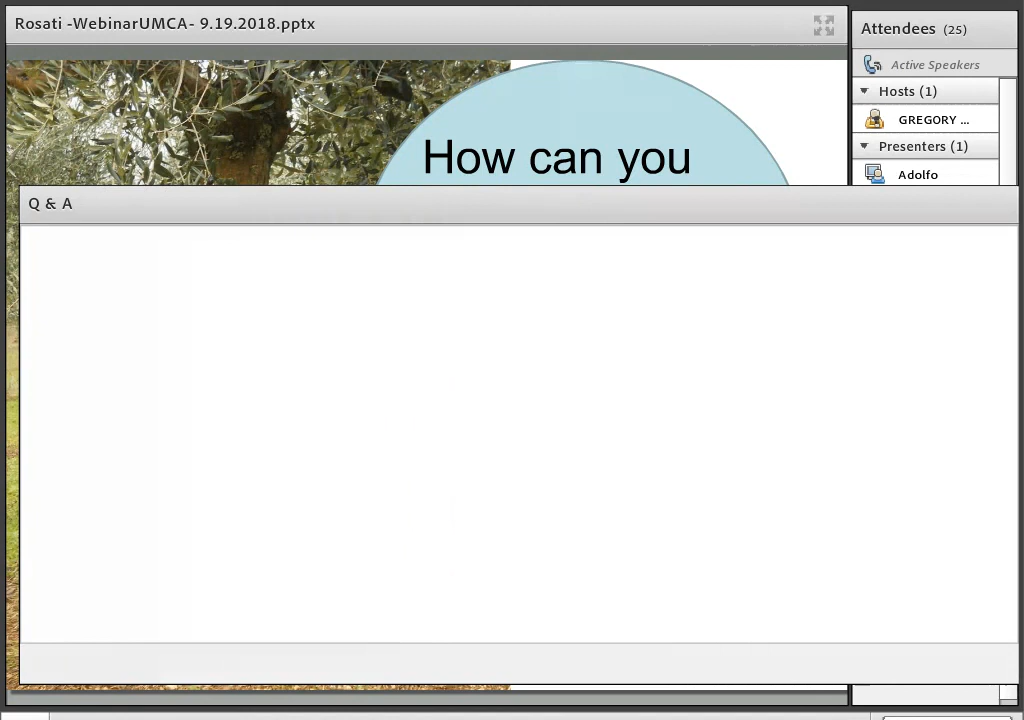 Rosati -WebinarUMCA- 9.19.2018.pptx
Attendees (25)
Active Speakers
Hosts (1)
GREGORY ...
Presenters (1)
Adolfo
How can you
Q & A